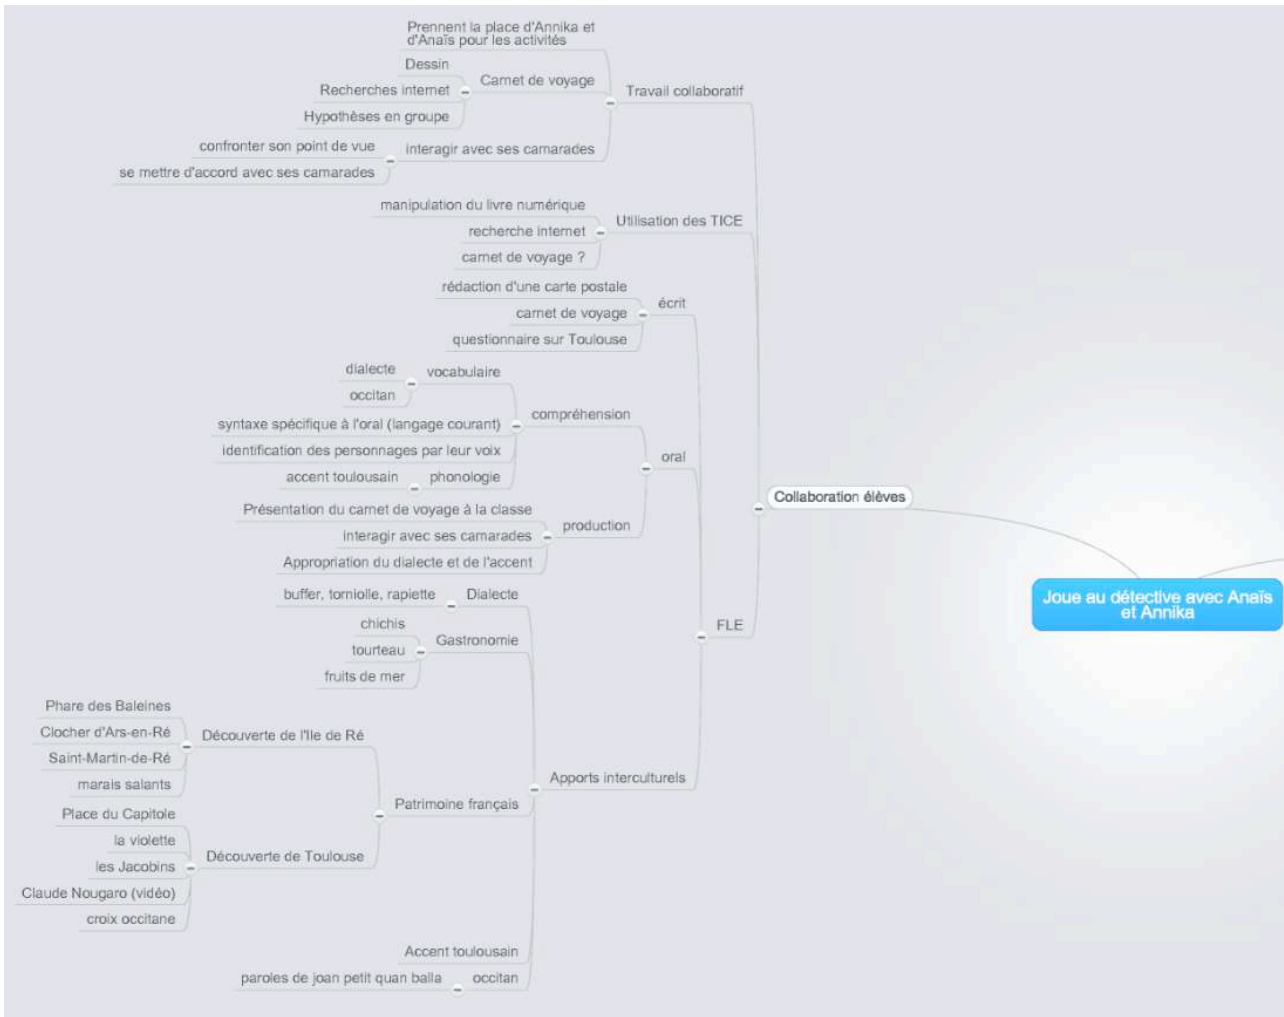 Prennent la place d'Annika et
d'Anaïs pour les activités
Dessin
Carnet de voyage
Recherches internet
Travail collaboratif
Hypothèses en groupe
confronter son point de vue
interagir avec ses camarades
se mettre d'accord avec ses camarades
manipulation du livre numérique
Utilisation des TICE
recherche internet
carnet de voyage ?
rédaction d'une carte postale
écrit
carnet de voyage
questionnaire sur Toulouse
dialecte
vocabulaire
occitan
compréhension
syntaxe spécifique à l'oral (langage courant)
identification des personnages par leur voix
oral
accent toulousain
phonologie
Collaboration élèves
Présentation du carnet de voyage à la classe
production
interagir avec ses camarades
Appropriation du dialecte et de l'accent
buffer, torniolle, rapiette
Dialecte
Joue au détective avec Anaïs
et Annika
chichis
FLE
Gastronomie
tourteau
fruits de mer
Phare des Baleines
Clocher d'Ars-en-Ré
Découverte de l'Ile de Ré
Saint-Martin-de-Ré
marais salants
Apports interculturels
Patrimoine français
Place du Capitole
la violette
Découverte de Toulouse
les Jacobins
Claude Nougaro (vidéo)
croix occitane
Accent toulousain
paroles de joan petit quan balla
occitan